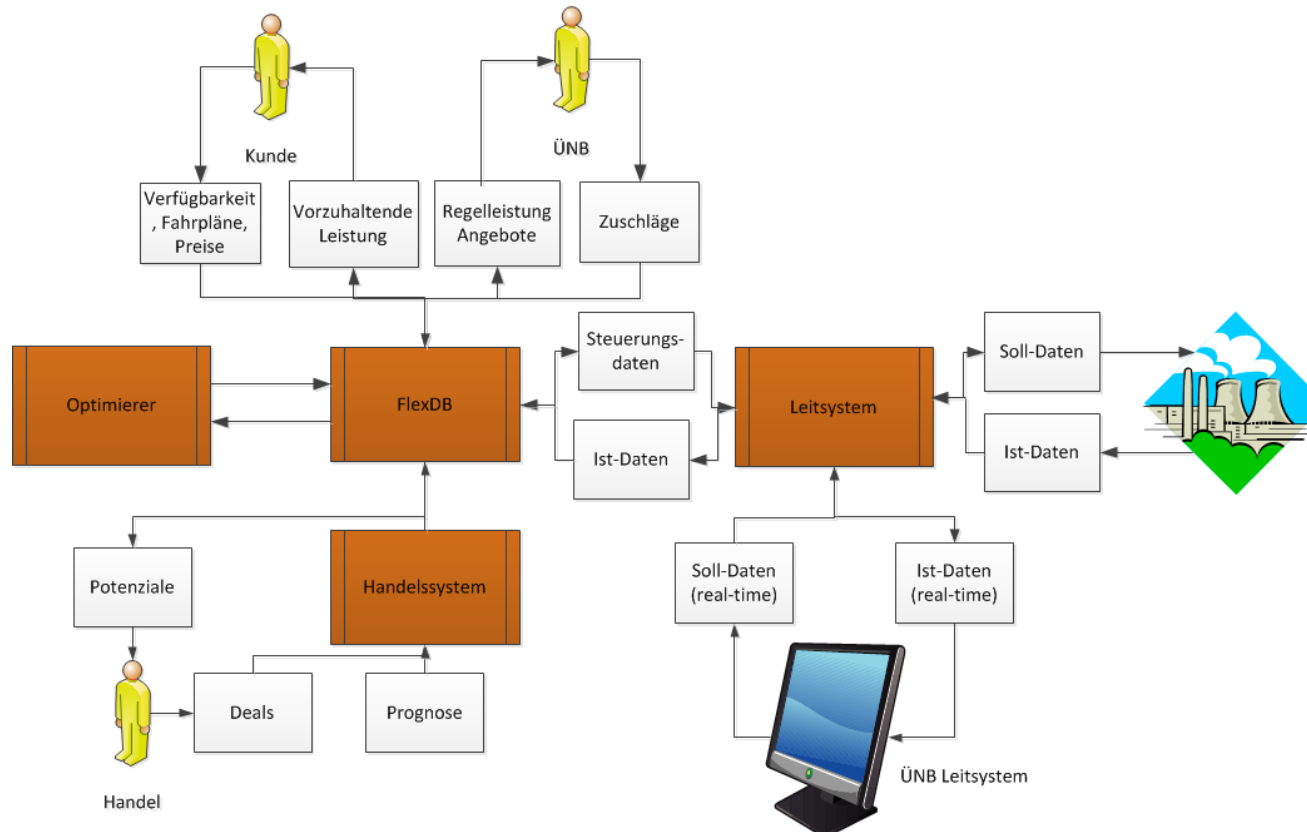 Kunde
ÜNB
Verfügbarkeit
, Fahrpläne,
Preise
Vorzuhaltende
Leistung
Regelleistung
Angebote
Zuschläge
Optimierer
FlexDB
Steuerungs-
daten
Ist-Daten
Leitsystem
Soll-Daten
Ist-Daten
Potenziale
Handelssystem
Soll-Daten
(real-time)
Ist-Daten
(real-time)
Deals
Prognose
Handel
ÜNB Leitsystem